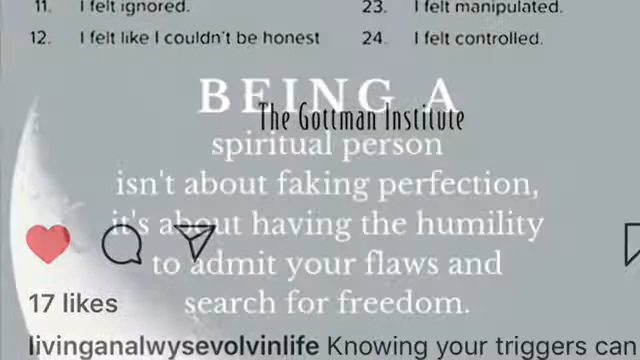 11. I felt ignored.
23. I felt manipulated.
12. I felt like I couldn't be honest
24. I felt controlled.
BEING A
The Gottman Institute
spiritual person
isn't about faking perfection,
it's about having the humility
to admit your flaws and
17 likes
search for freedom.
livinganalwysevolvinlife Knowing your triggers can